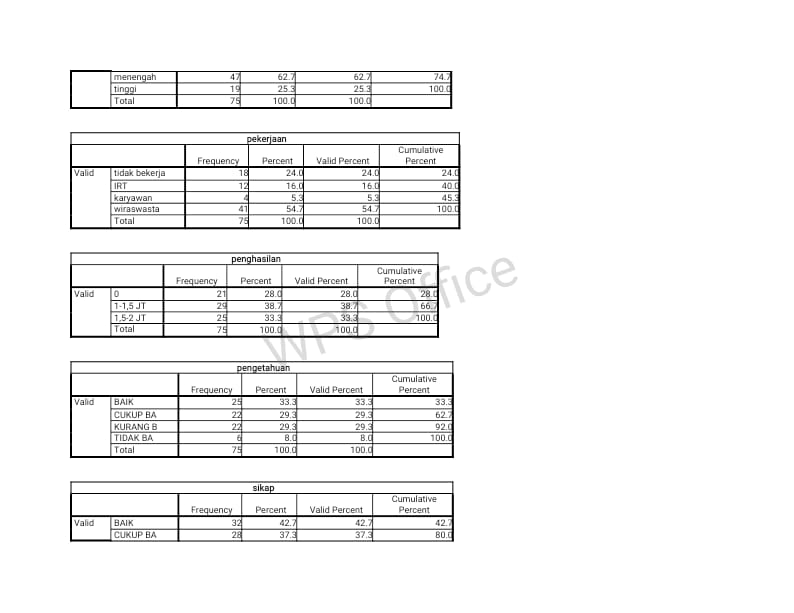 menengah 47 62.7 62.7 74.7
tinggi 19 25.3 25.3 100.0
Total 75 100.0 100.0
pekerjaan
Frequency Percent Valid Percent Cumulative Percent
Valid tidak bekerja 18 24.0 24.0 24.0
IRT 12 16.0 16.0 40.0
karyawan 4 5.3 5.3 45.3
wiraswasta 41 54.7 54.7 100.0
Total 75 100.0 100.0
penghasilan
Frequency Percent Valid Percent Cumulative Percent
Valid 0 21 28.0 28.0 28.0
1-1,5 JT 29 38.7 38.7 66.7
1,5-2 JT 25 33.3 33.3 100.0
Total 75 100.0 100.0
WPS Office
pengetahuan
Frequency Percent Valid Percent Cumulative Percent
Valid BAIK 25 33.3 33.3 33.3
CUKUP BA 22 29.3 29.3 62.7
KURANG B 22 29.3 29.3 92.0
TIDAK BA 6 8.0 8.0 100.0
Total 75 100.0 100.0
sikap
Frequency Percent Valid Percent Cumulative Percent
Valid BAIK 32 42.7 42.7 42.7
CUKUP BA 28 37.3 37.3 80.0